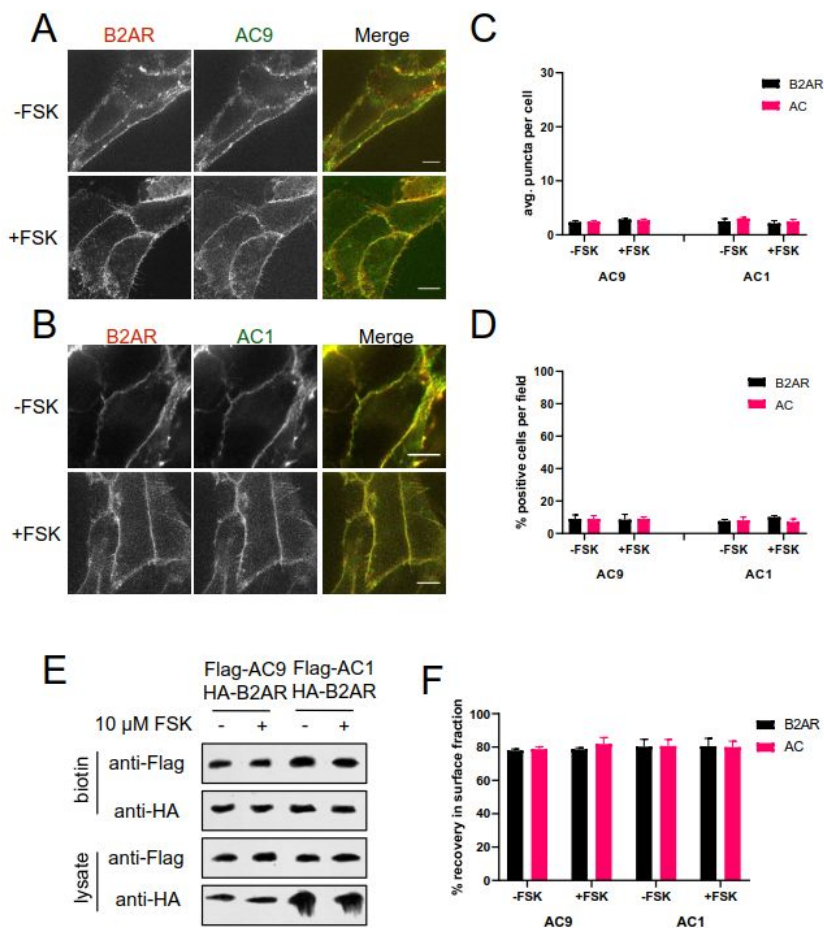 A
B2AR AC9 Merge
-FSK
+FSK
B
B2AR AC1 Merge
-FSK
+FSK
C
avg. puncta per cell
30
20
10
0
-FSK +FSK -FSK +FSK
AC9 AC1
B2AR
AC
D
% positive cells per field
100
80
60
40
20
0
-FSK +FSK -FSK +FSK
AC9 AC1
B2AR
AC
E
Flag-AC9 Flag-AC1
HA-B2AR HA-B2AR
10 µM FSK - + - +
biotin
anti-Flag
anti-HA
lysate
anti-Flag
anti-HA
F
% recovery in surface fraction
100
80
60
40
20
0
-FSK +FSK -FSK +FSK
AC9 AC1
B2AR
AC